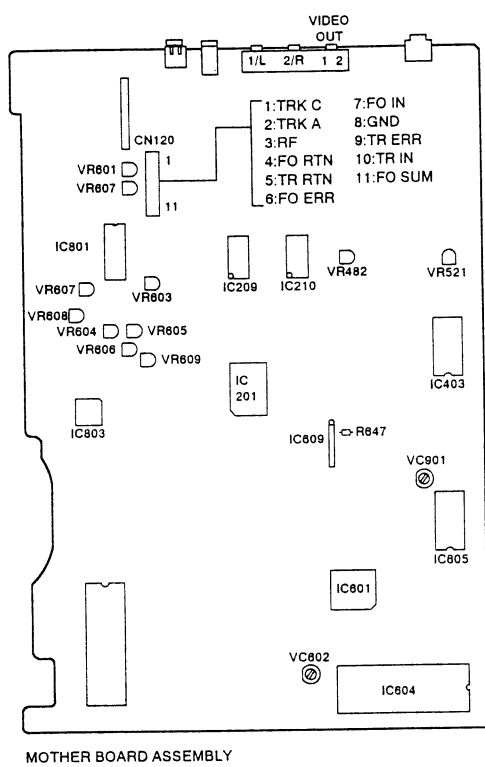 VIDEO
OUT
1/L 2/R 1 2
CN120
1
11
1:TRK C
2:TRK A
3:RF
4:FO RTN
5:TR RTN
6:FO ERR
7:FO IN
8:GND
9:TR ERR
10:TR IN
11:FO SUM
VR601
VR607
IC801
VR607
VR603
IC209
IC210
VR482
VR521
VR608
VR604
VR605
VR606
VR609
IC
201
IC403
IC803
IC609
R647
VC901
IC605
IC601
VC602
IC604
MOTHER BOARD ASSEMBLY